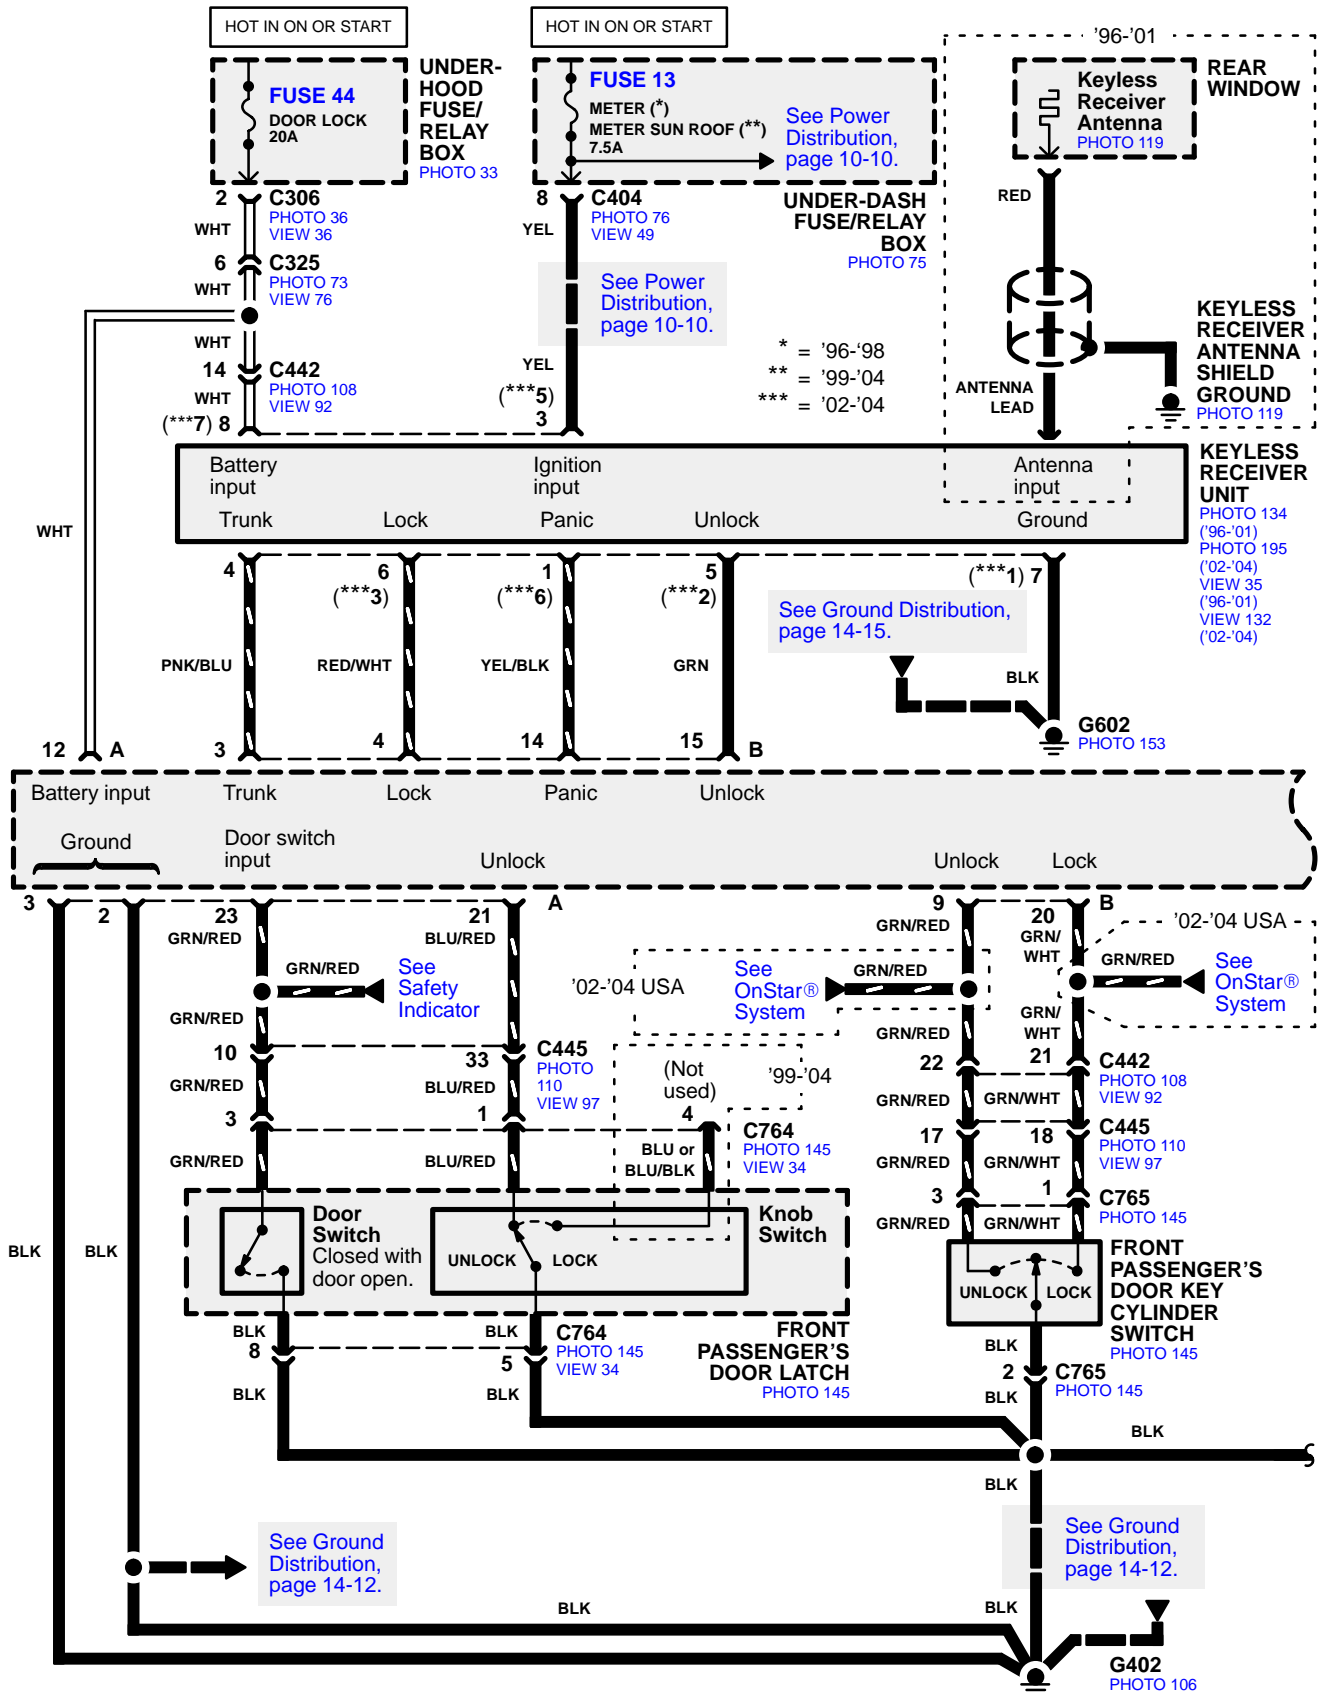 HOT IN ON OR START
HOT IN ON OR START
'96-'01
FUSE 44
DOOR LOCK
20A
UNDER-
HOOD
FUSE/
RELAY
BOX
PHOTO 33
FUSE 13
METER (*)
METER SUN ROOF (**)
7.5A
See Power
Distribution,
page 10-10.
Keyless
Receiver
Antenna
PHOTO 119
REAR
WINDOW
2
C306
PHOTO 36
VIEW 36
WHT
8
C404
PHOTO 76
VIEW 49
YEL
UNDER-DASH
FUSE/RELAY
BOX
PHOTO 75
RED
6
C325
PHOTO 73
VIEW 76
WHT
See Power
Distribution,
page 10-10.
WHT
14
C442
PHOTO 108
VIEW 92
WHT
(***7) 8
YEL
(***5)
3
* = '96-'98
** = '99-'04
*** = '02-'04
ANTENNA
LEAD
KEYLESS
RECEIVER
ANTENNA
SHIELD
GROUND
PHOTO 119
Battery
input
Ignition
input
Antenna
input
Trunk
Lock
Panic
Unlock
Ground
KEYLESS
RECEIVER
UNIT
PHOTO 134
('96-'01)
PHOTO 195
('02-'04)
VIEW 35
('96-'01)
VIEW 132
('02-'04)
WHT
4
6
(***3)
1
(***6)
5
(***2)
(***1) 7
See Ground Distribution,
page 14-15.
PNK/BLU
RED/WHT
YEL/BLK
GRN
BLK
G602
PHOTO 153
12
A
3
4
14
15
B
Battery input
Trunk
Lock
Panic
Unlock
Ground
Door switch
input
Unlock
Unlock
Lock
3
2
23
21
A
9
20
B
GRN/RED
BLU/RED
GRN/RED
GRN/
WHT
'02-'04 USA
GRN/RED
See
Safety
Indicator
'02-'04 USA
See
OnStar®
System
GRN/RED
GRN/RED
See
OnStar®
System
GRN/RED
GRN/RED
GRN/
WHT
10
33
C445
PHOTO
110
VIEW 97
(Not
used)
'99-'04
22
21
C442
PHOTO 108
VIEW 92
GRN/RED
BLU/RED
GRN/RED
GRN/WHT
3
1
4
C764
PHOTO 145
VIEW 34
17
18
C445
PHOTO 110
VIEW 97
GRN/RED
BLU/RED
BLU or
BLU/BLK
GRN/RED
GRN/WHT
3
1
C765
PHOTO 145
GRN/RED
GRN/WHT
Door
Switch
Closed with
door open.
UNLOCK
LOCK
Knob
Switch
BLK
BLK
UNLOCK
LOCK
FRONT
PASSENGER'S
DOOR KEY
CYLINDER
SWITCH
PHOTO 145
BLK
8
BLK
5
C764
PHOTO 145
VIEW 34
FRONT
PASSENGER'S
DOOR LATCH
PHOTO 145
BLK
2
C765
PHOTO 145
BLK
BLK
BLK
BLK
BLK
See Ground
Distribution,
page 14-12.
See Ground
Distribution,
page 14-12.
BLK
BLK
G402
PHOTO 106